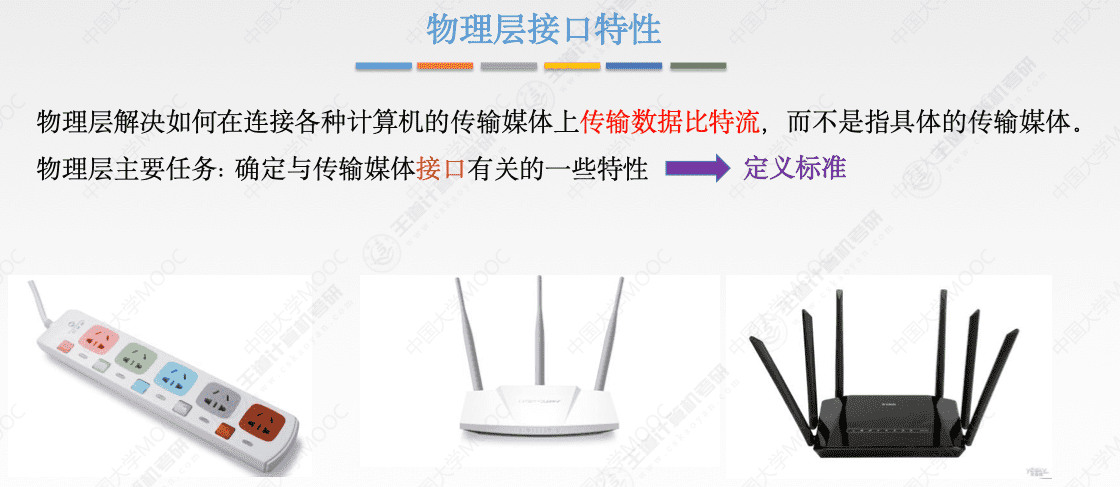 物理层接口特性
物理层解决如何在连接各种计算机的传输媒体上传输数据比特流，而不是指具体的传输媒体。
物理层主要任务：确定与传输媒体接口有关的一些特性
定义标准
中国大学MOOC
王道计算机考研